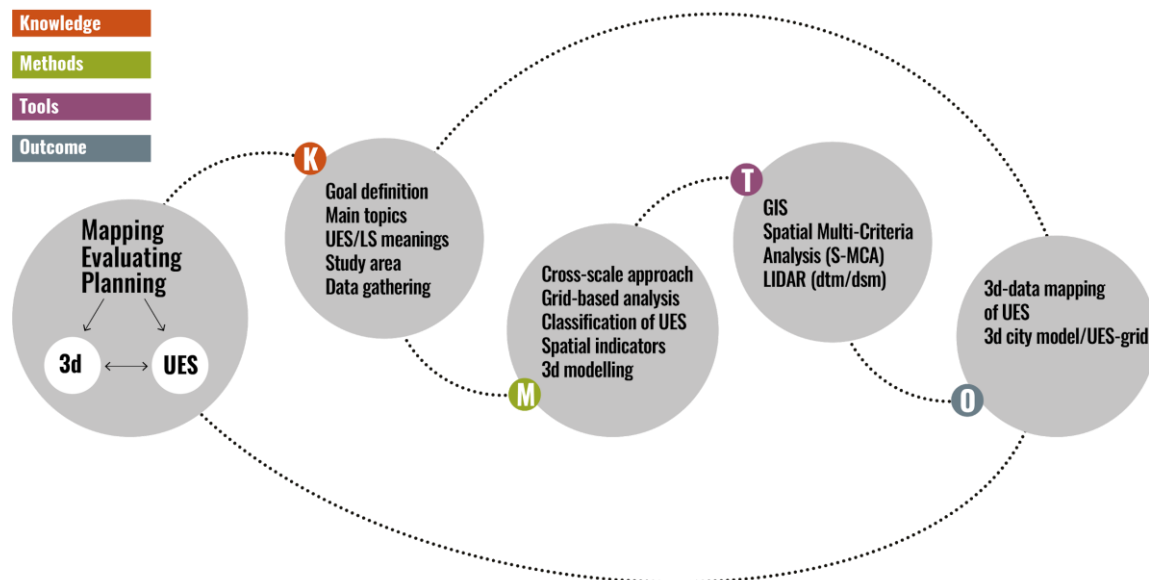 Knowledge
Methods
Tools
Outcome
Mapping
Evaluating
Planning
3d
UES
K
Goal definition
Main topics
UES/LS meanings
Study area
Data gathering
M
Cross-scale approach
Grid-based analysis
Classification of UES
Spatial indicators
3d modelling
T
GIS
Spatial Multi-Criteria
Analysis (S-MCA)
LIDAR (dtm/dsm)
O
3d-data mapping
of UES
3d city model/UES-grid